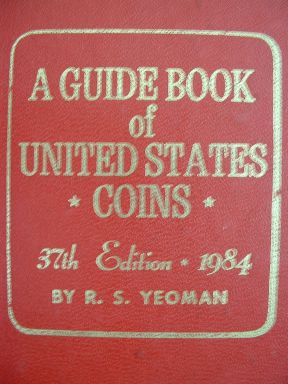 A GUIDE BOOK
of
UNITED STATES
★ COINS ★
37th Edition • 1984
BY R. S. YEOMAN